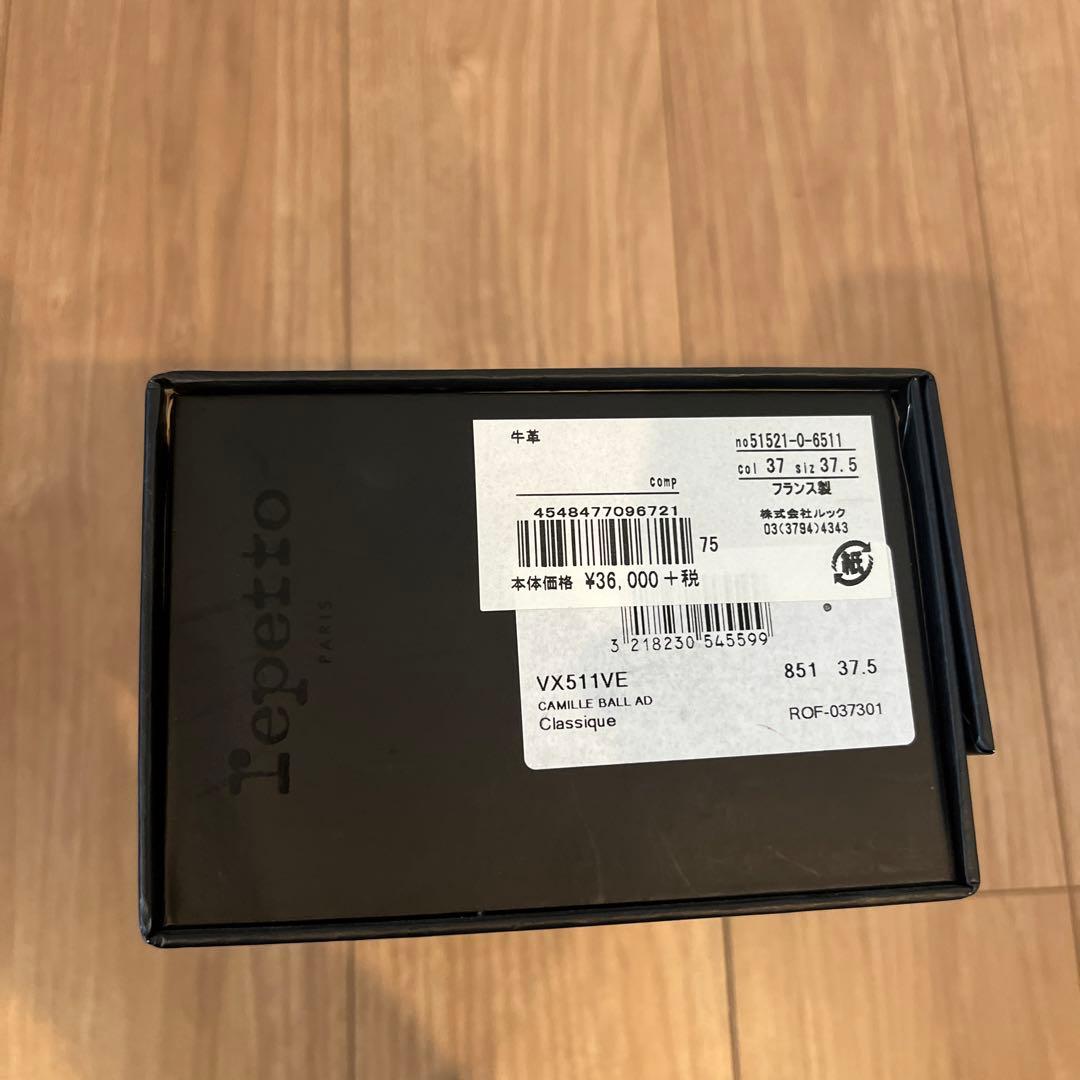 repetto
PARIS
牛革
comp
4548477096721
75
本体価格 ¥36,000+税
no51521-0-6511
col 37 siz 37.5
フランス製
株式会社ルック
03(3794)4343
紙
3 218230 545599
VX511VE
851 37.5
CAMILLE BALL AD
Classique
ROF-037301